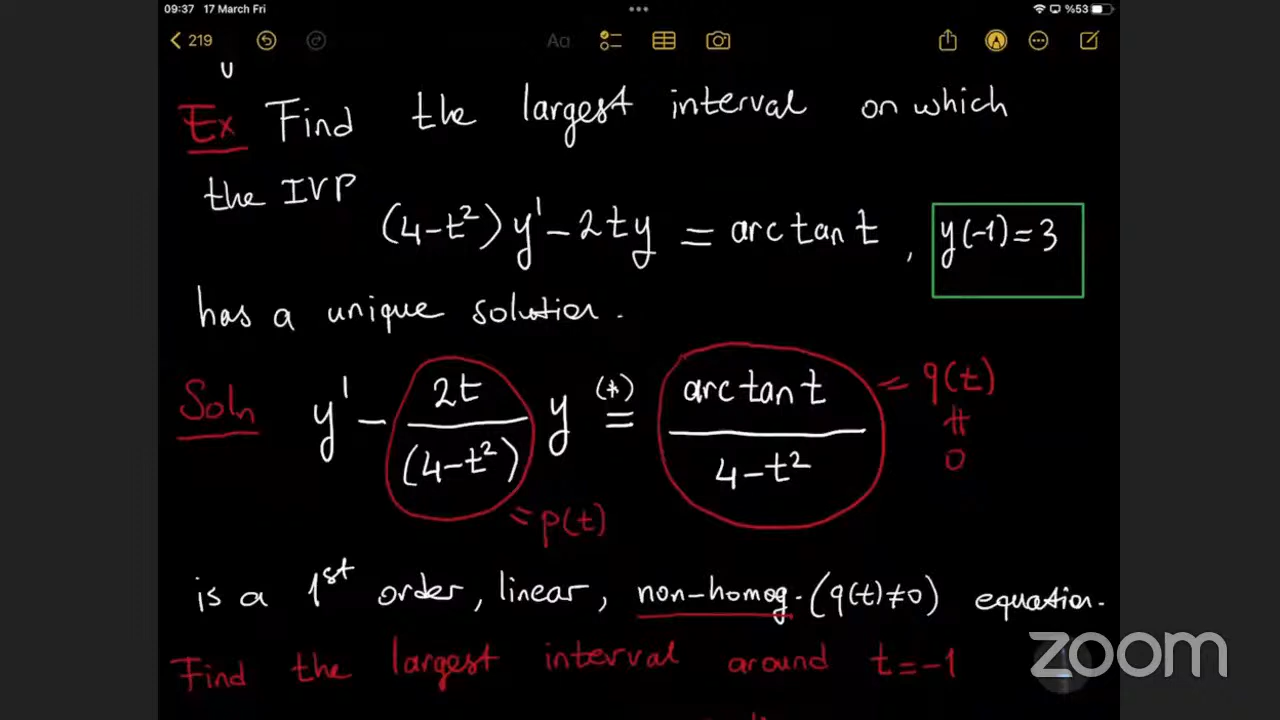 09:37 17 March Fri
%53
219
Aa
Ex Find the largest interval on which
the IVP
(4-t²)y' - 2ty = arctan t , y(-1)=3
has a unique solution.
Soln y' - 2t/(4-t²) y (*)= arctan t/4-t² = q(t)
≠
0
= p(t)
is a 1st order, linear, non-homog. (q(t)≠0) equation.
Find the largest interval around t=-1
zoom